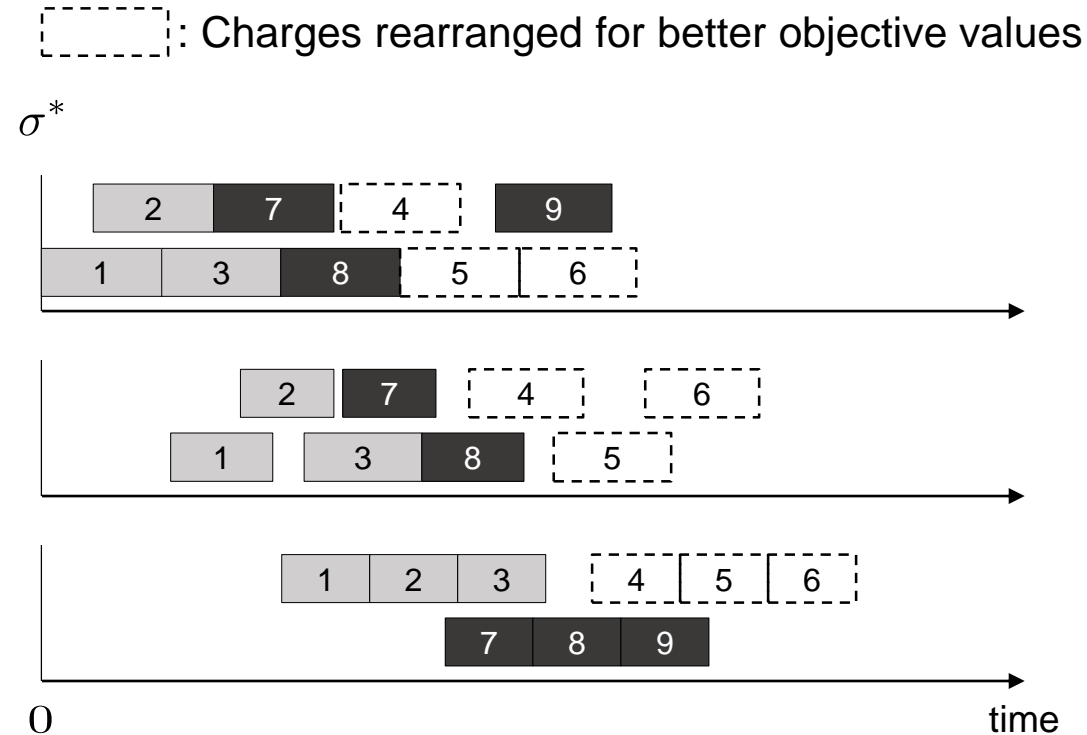 : Charges rearranged for better objective values
σ*
2 7 4 9
1 3 8 5 6
2 7 4 6
1 3 8 5
1 2 3 4 5 6
7 8 9
0 time